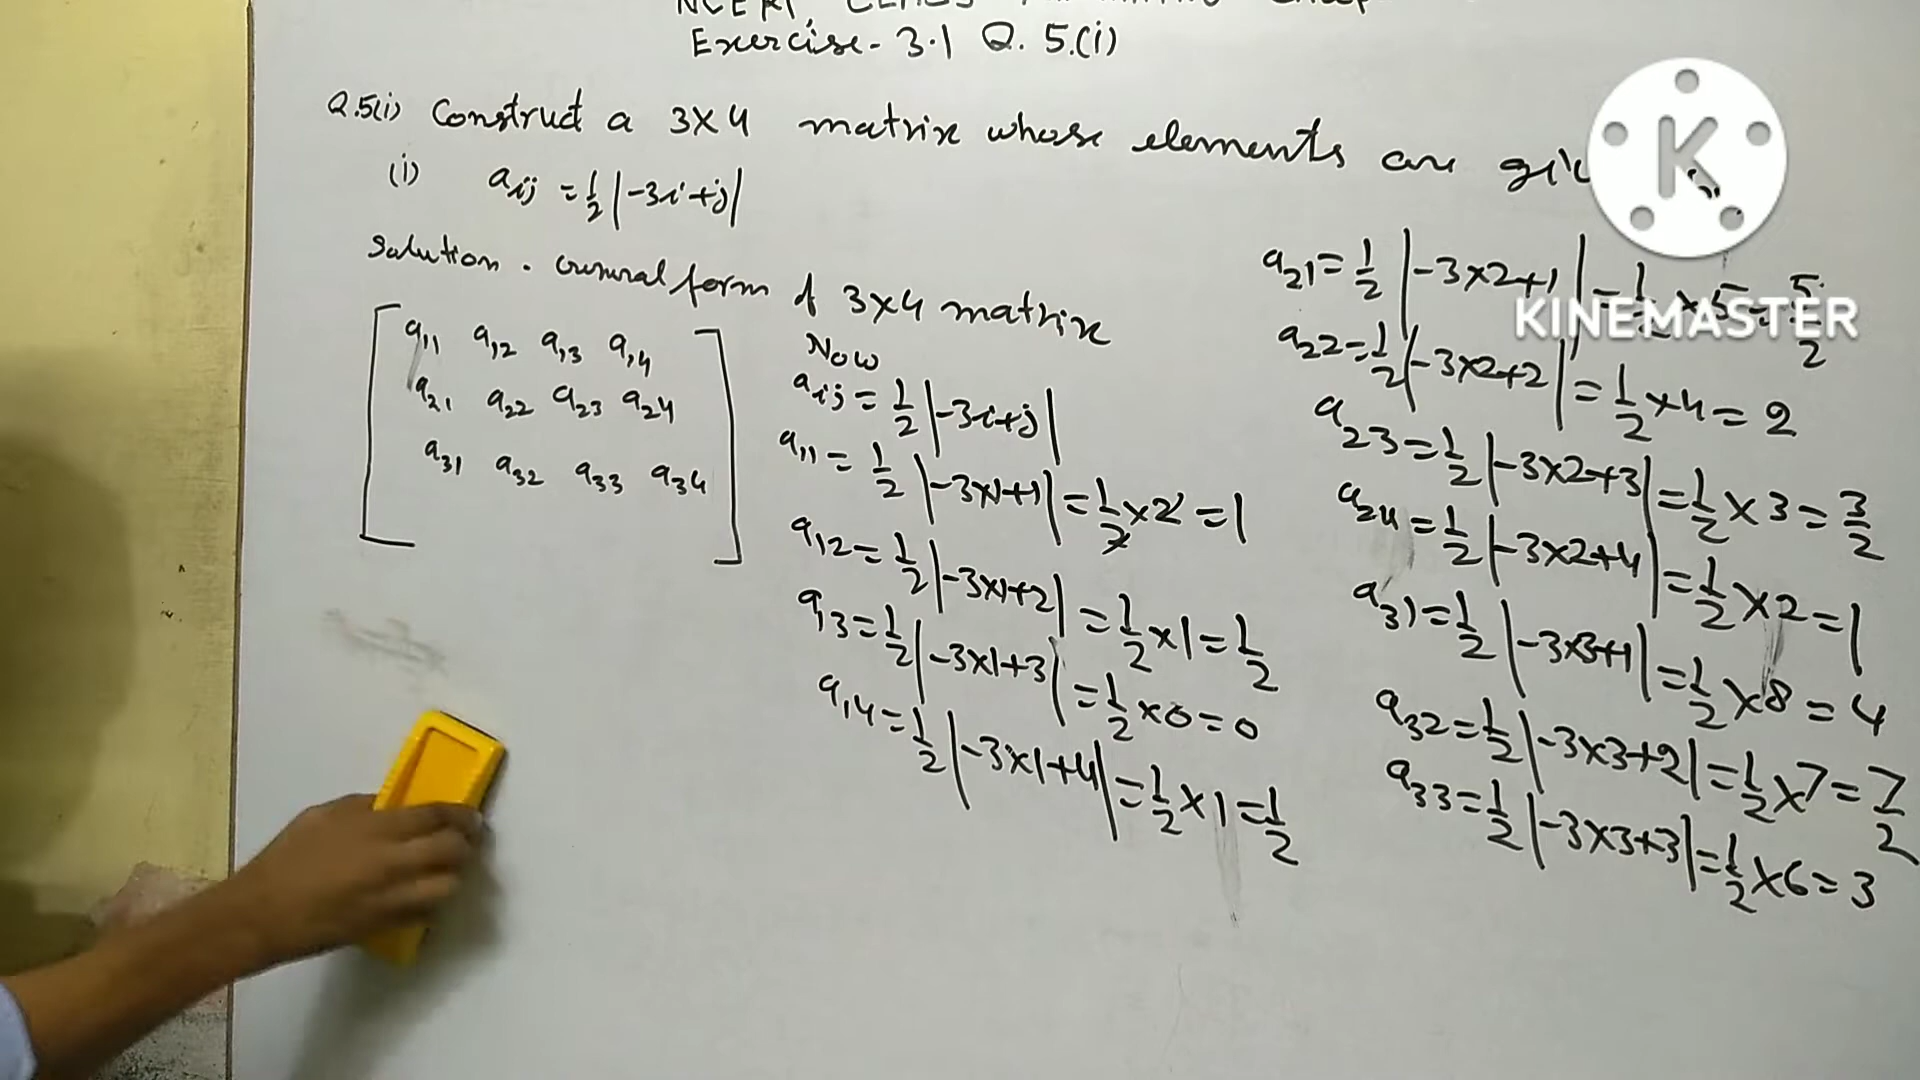 Exercise - 3.1 Q. 5.(i)
Q.5(i) Construct a 3×4 matrix whose elements are
(i) aij = 1/2 |-3i+j|
Solution. General form of 3×4 matrix
a11 a12 a13 a14
a21 a22 a23 a24
a31 a32 a33 a34
Now
aij = 1/2 |-3i+j|
a11 = 1/2 |-3×1+1| = 1/2 ×2 = 1
a12 = 1/2 |-3×1+2| = 1/2 ×1 = 1/2
a13 = 1/2 |-3×1+3| = 1/2 ×0 = 0
a14 = 1/2 |-3×1+4| = 1/2 ×1 = 1/2
a21 = 1/2 |-3×2+1| = 1/2 ×5 = 5/2
a22 = 1/2 |-3×2+2| = 1/2 ×4 = 2
a23 = 1/2 |-3×2+3| = 1/2 ×3 = 3/2
a24 = 1/2 |-3×2+4| = 1/2 ×2 = 1
a31 = 1/2 |-3×3+1| = 1/2 ×8 = 4
a32 = 1/2 |-3×3+2| = 1/2 ×7 = 7/2
a33 = 1/2 |-3×3+3| = 1/2 ×6 = 3
K
KINEMASTER